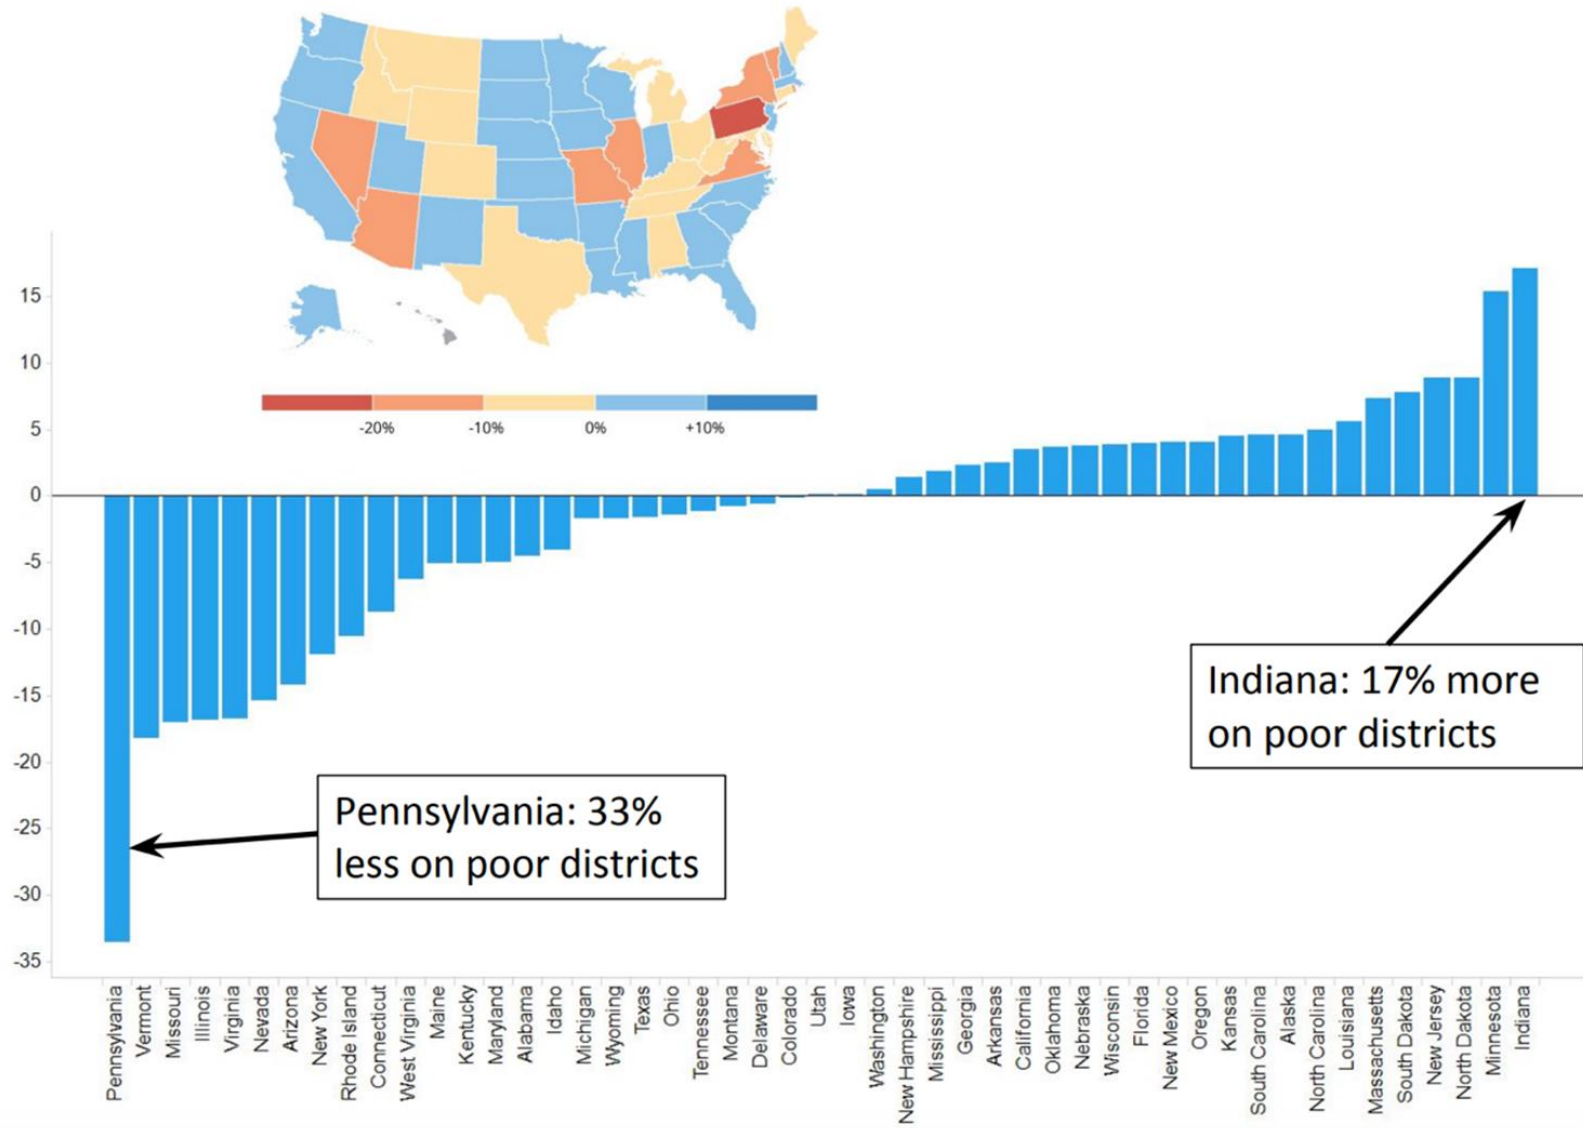 -20%
-10%
0%
+10%
15
10
5
0
-5
-10
-15
-20
-25
-30
-35
Indiana: 17% more
on poor districts
Pennsylvania: 33%
less on poor districts
Pennsylvania
Vermont
Missouri
Illinois
Virginia
Nevada
Arizona
New York
Rhode Island
Connecticut
West Virginia
Maine
Kentucky
Maryland
Alabama
Idaho
Michigan
Wyoming
Texas
Ohio
Tennessee
Montana
Delaware
Colorado
Utah
Iowa
Washington
New Hampshire
Mississippi
Georgia
Arkansas
California
Oklahoma
Nebraska
Wisconsin
Florida
New Mexico
Oregon
Kansas
South Carolina
Alaska
North Carolina
Louisiana
Massachusetts
South Dakota
New Jersey
North Dakota
Minnesota
Indiana